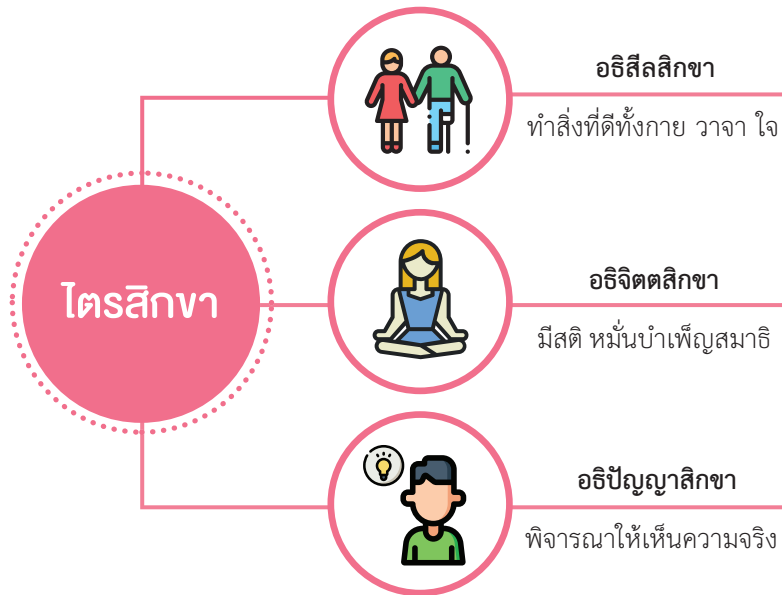 ไตรสิกขา
อธิสีลสิกขา
ทำสิ่งที่ดีทั้งกาย วาจา ใจ
อธิจิตตสิกขา
มีสติ หมั่นบำเพ็ญสมาธิ
อธิปัญญาสิกขา
พิจารณาให้เห็นความจริง